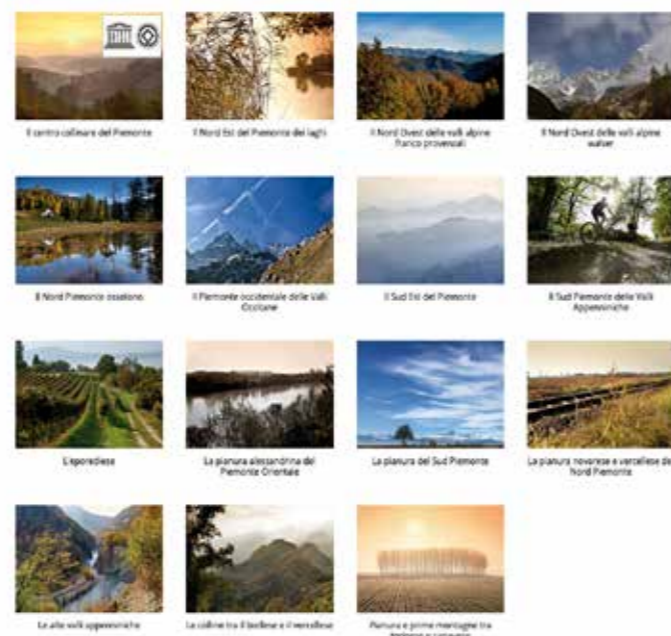 Il centro collinare del Piemonte
Il Nord Est del Piemonte dei laghi
Il Nord Ovest delle valli alpine
franco provenzali
Il Nord Ovest delle valli alpine
walser
Il Nord Piemonte ossolano
Il Piemonte occidentale delle Valli
Occitane
Il Sud Est del Piemonte
Il Sud Piemonte delle Valli
Appenniniche
L'eporediese
La pianura alessandrina del
Piemonte Orientale
La pianura del Sud Piemonte
La pianura novarese e vercellese del
Nord Piemonte
Le alte valli appenniniche
Le colline tra il biellese e il vercellese
Pianura e prime montagne tra